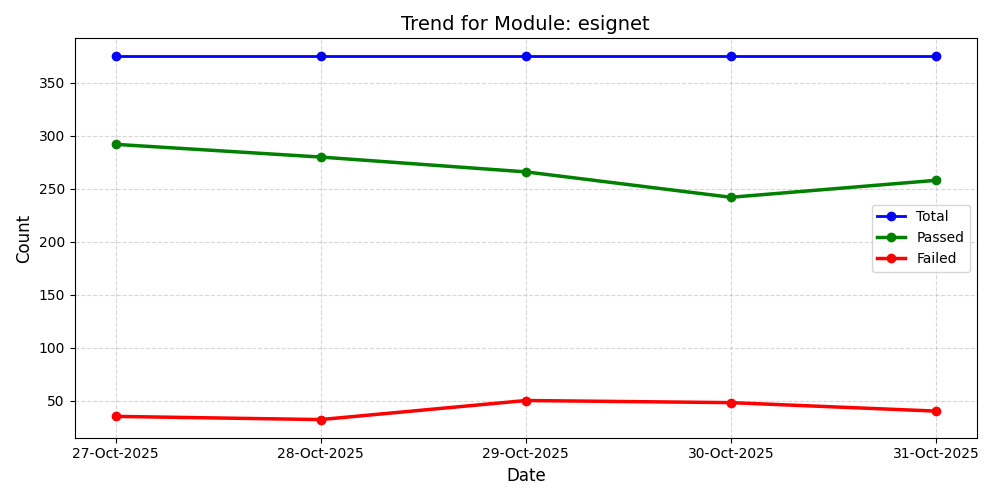 Trend for Module: esignet
Count
350
300
250
200
150
100
50
Total
Passed
Failed
27-Oct-2025
28-Oct-2025
29-Oct-2025
30-Oct-2025
31-Oct-2025
Date